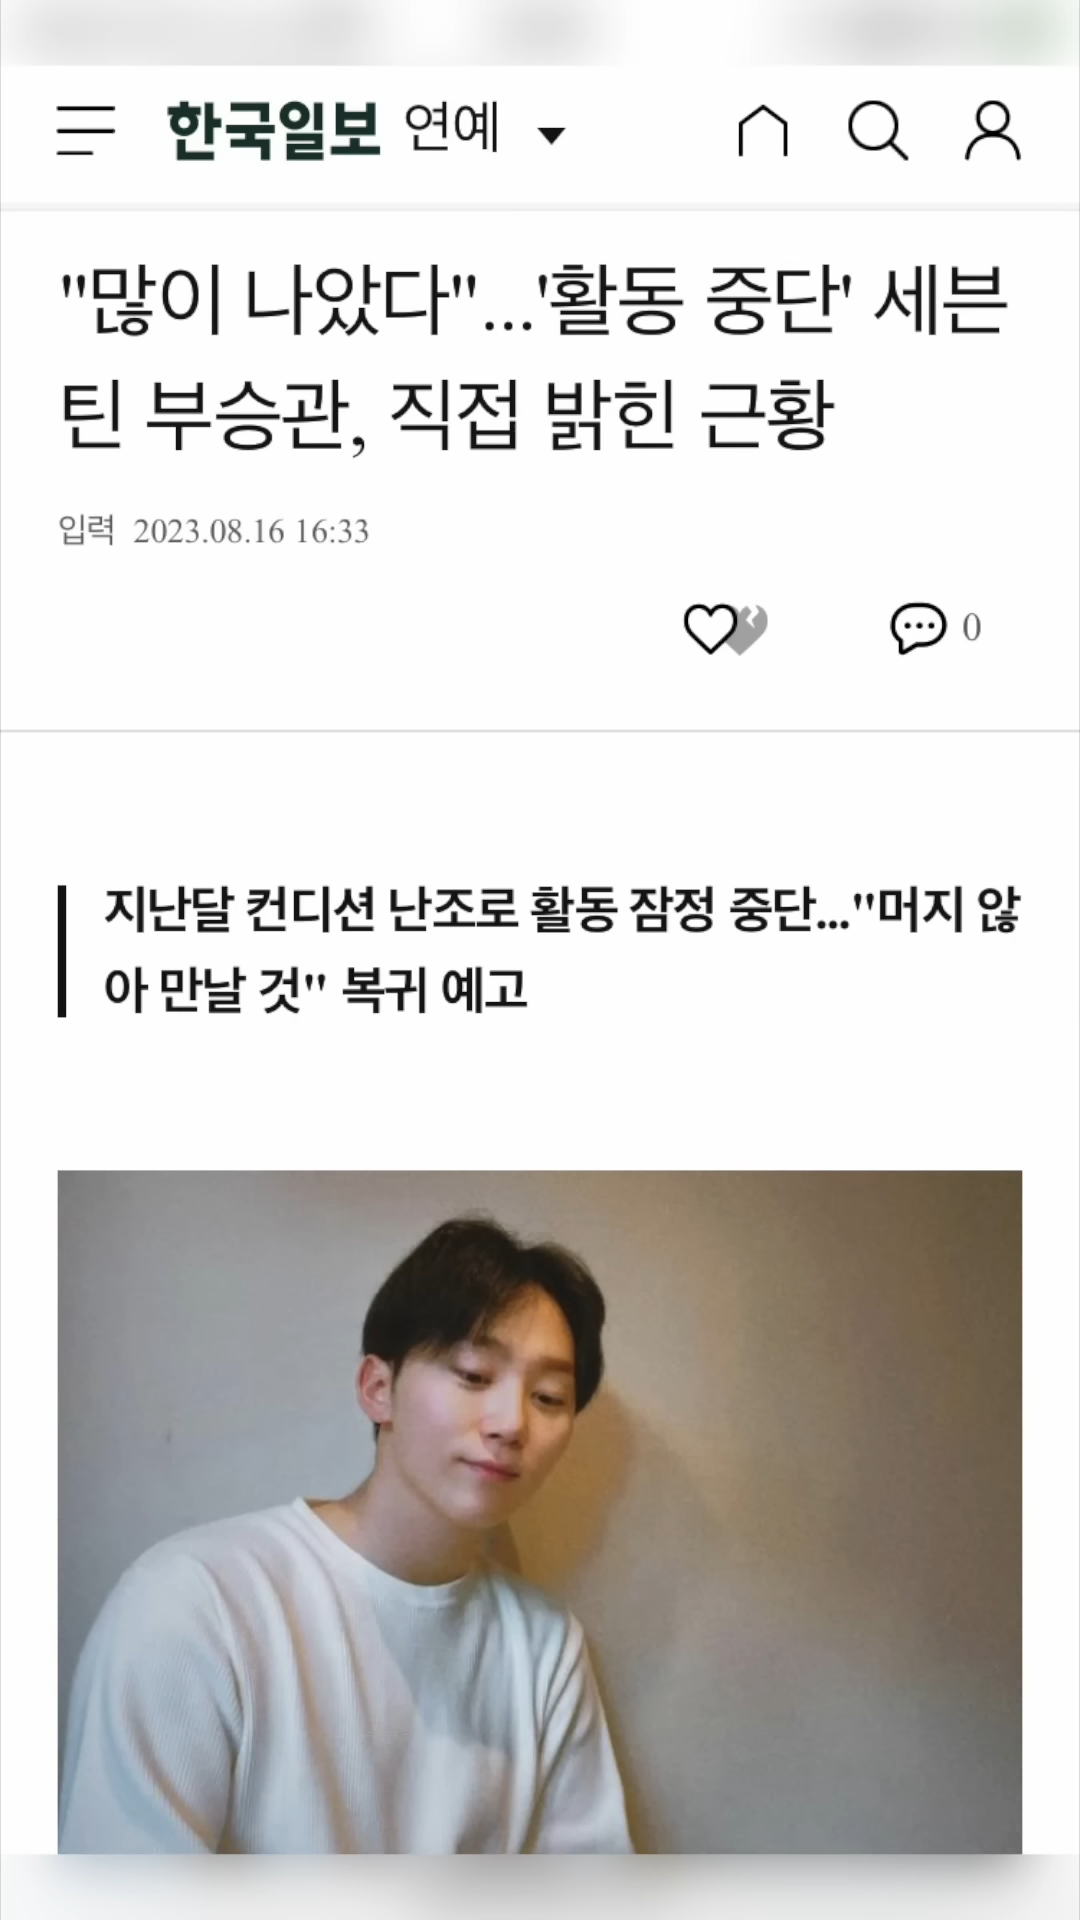 한국일보 연예
"많이 나았다"...'활동 중단' 세븐
틴 부승관, 직접 밝힌 근황
입력 2023.08.16 16:33
0
지난달 컨디션 난조로 활동 잠정 중단..."머지 않
아 만날 것" 복귀 예고